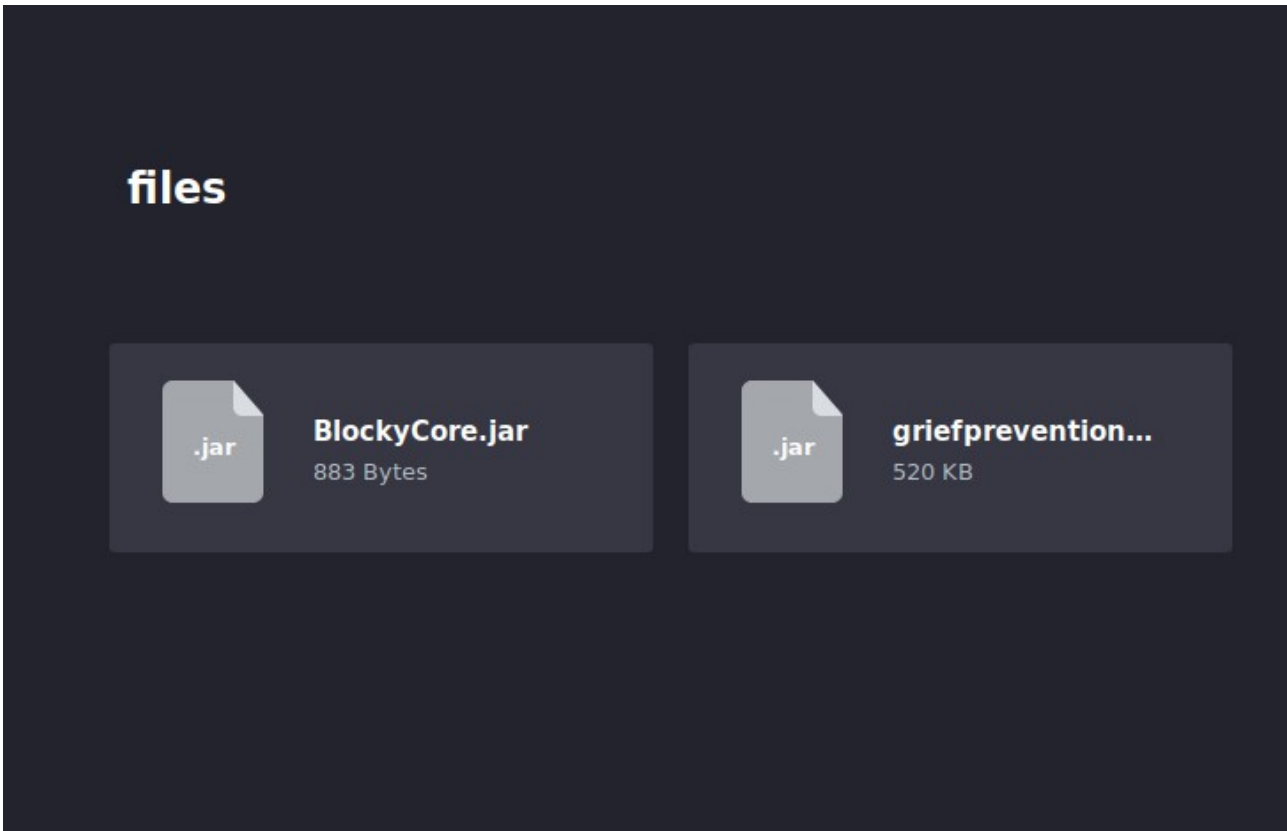 files
.jar
BlockyCore.jar
883 Bytes
.jar
griefprevention...
520 KB